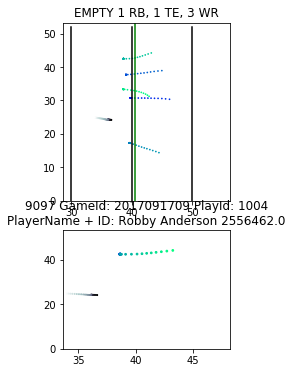 EMPTY 1 RB, 1 TE, 3 WR
50
40
30
20
10
0
30 40 50
9097 GameId: 2017091709 PlayId: 1004
PlayerName + ID: Robby Anderson 2556462.0
40
20
0
35 40 45